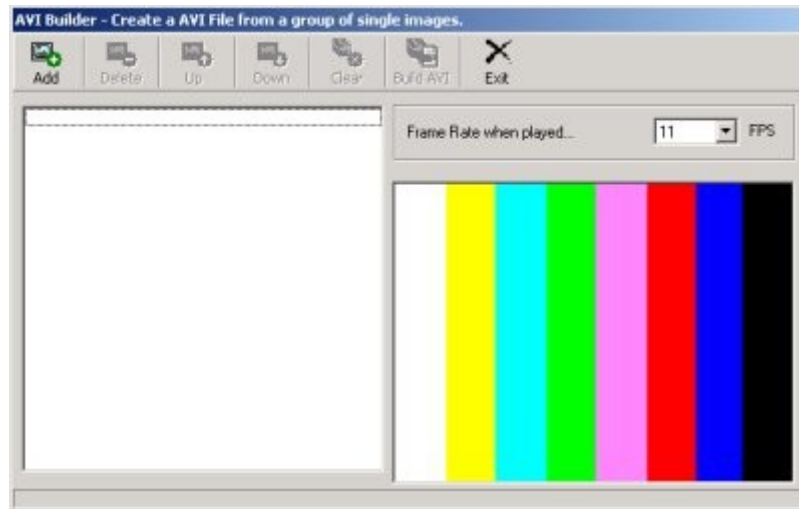 AVI Builder - Create a AVI File from a group of single images.
Add Delete Up Down Clear Build AVI Exit
Frame Rate when played... 11 FPS